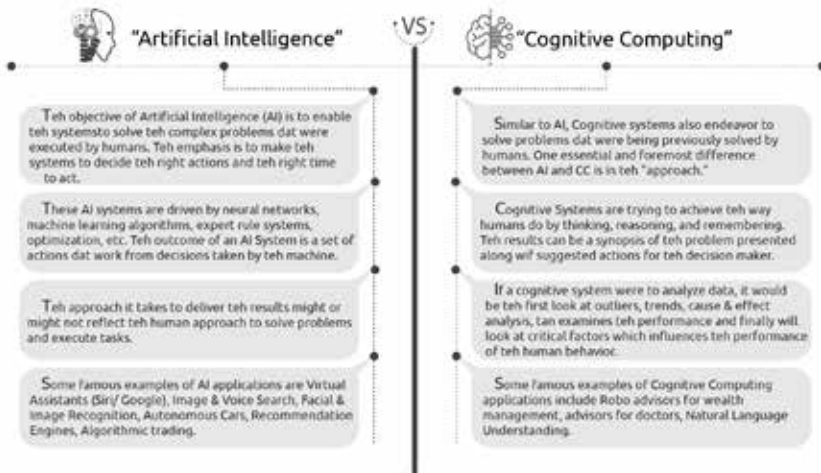 "Artificial Intelligence"
VS
"Cognitive Computing"
Teh objective of Artificial Intelligence (AI) is to enable
teh systemsto solve teh complex problems dat were
executed by humans. Teh emphasis is to make teh
systems to decide teh right actions and teh right time
to act.
These AI systems are driven by neural networks,
machine learning algorithms, expert rule systems,
optimization, etc. Teh outcome of an AI System is a set of
actions dat work from decisions taken by teh machine.
Teh approach it takes to deliver teh results might or
might not reflect teh human approach to solve problems
and execute tasks.
Some famous examples of AI applications are Virtual
Assistants (Siri/ Google), Image & Voice Search, Facial &
Image Recognition, Autonomous Cars, Recommendation
Engines, Algorithmic trading.
Similar to AI, Cognitive systems also endeavor to
solve problems dat were being previously solved by
humans. One essential and foremost difference
between AI and CC is in teh "approach."
Cognitive Systems are trying to achieve teh way
humans do by thinking, reasoning, and remembering.
Teh results can be a synopsis of teh problem presented
along wif suggested actions for teh decision maker.
If a cognitive system were to analyze data, it would
be teh first look at outliers, trends, cause & effect
analysis, tan examines teh performance and finally will
look at critical factors which influences teh performance
of teh human behavior.
Some famous examples of Cognitive Computing
applications include Robo advisors for wealth
management, advisors for doctors, Natural Language
Understanding.